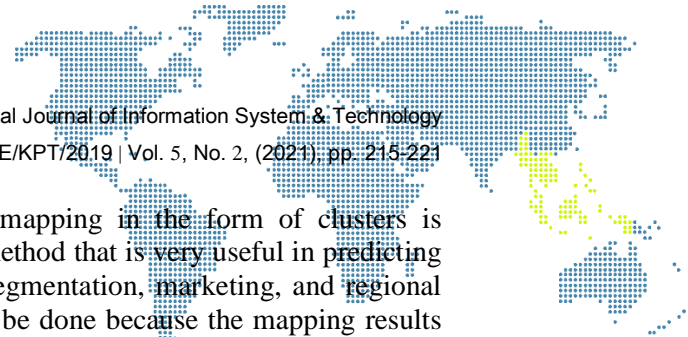 al Journal of Information System & Technology
E/KPT/2019 | Vol. 5, No. 2, (2021), pp. 215-221
mapping in the form of clusters is
ethod that is very useful in predicting
egmentation, marketing, and regional
be done because the mapping results